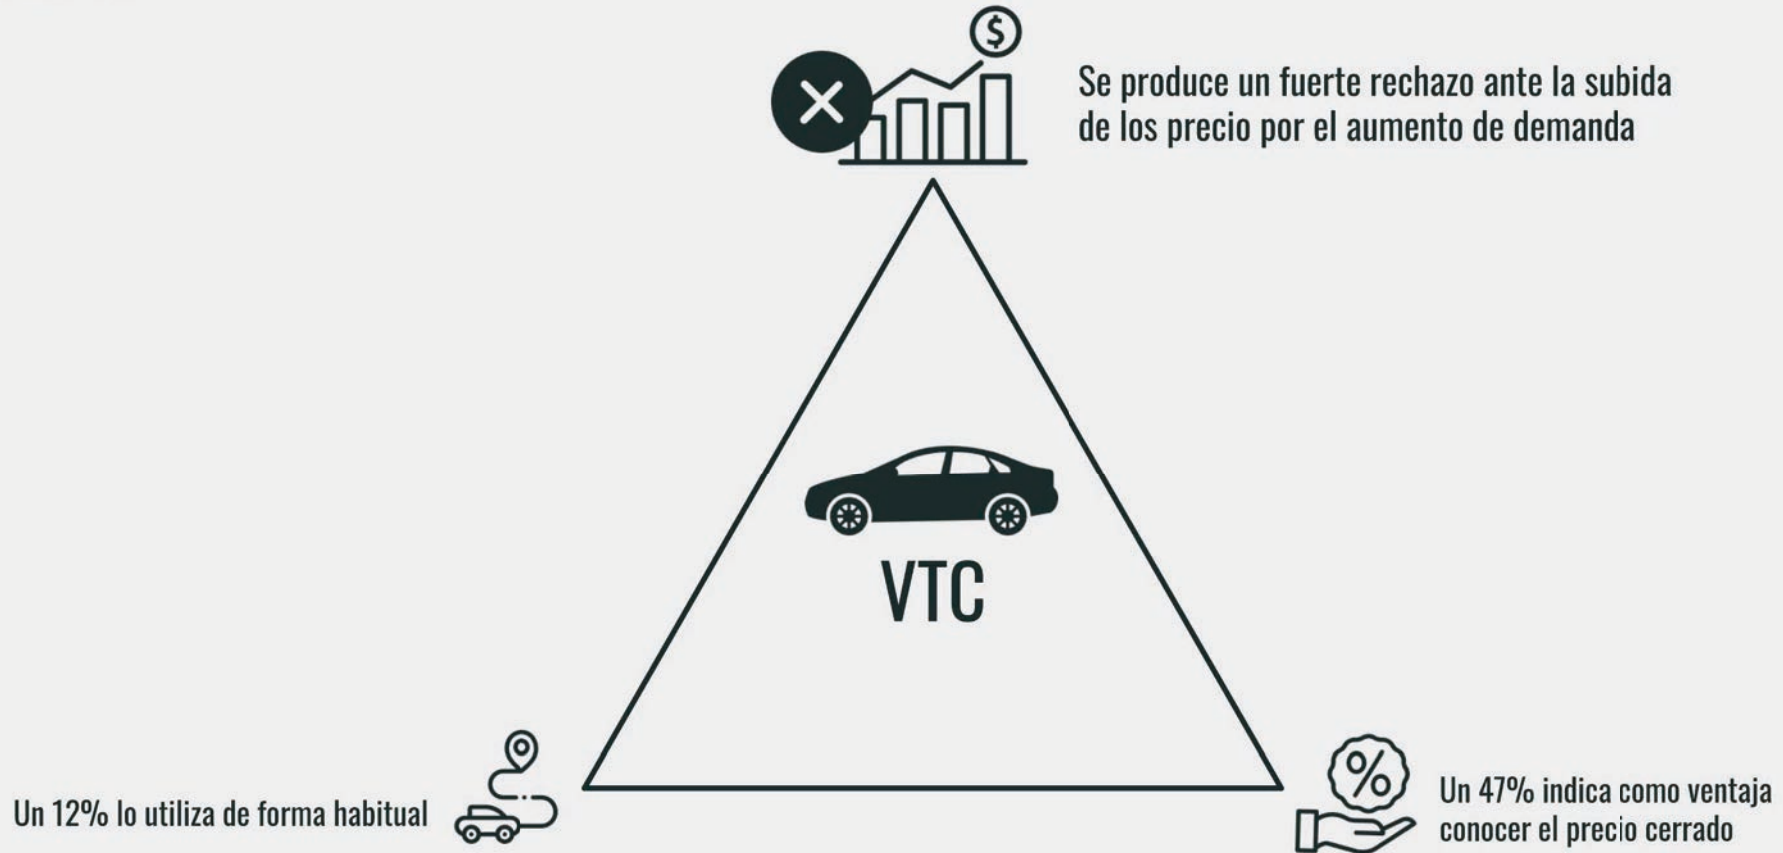 $
Se produce un fuerte rechazo ante la subida
de los precio por el aumento de demanda
VTC
Un 12% lo utiliza de forma habitual
%
Un 47% indica como ventaja
conocer el precio cerrado